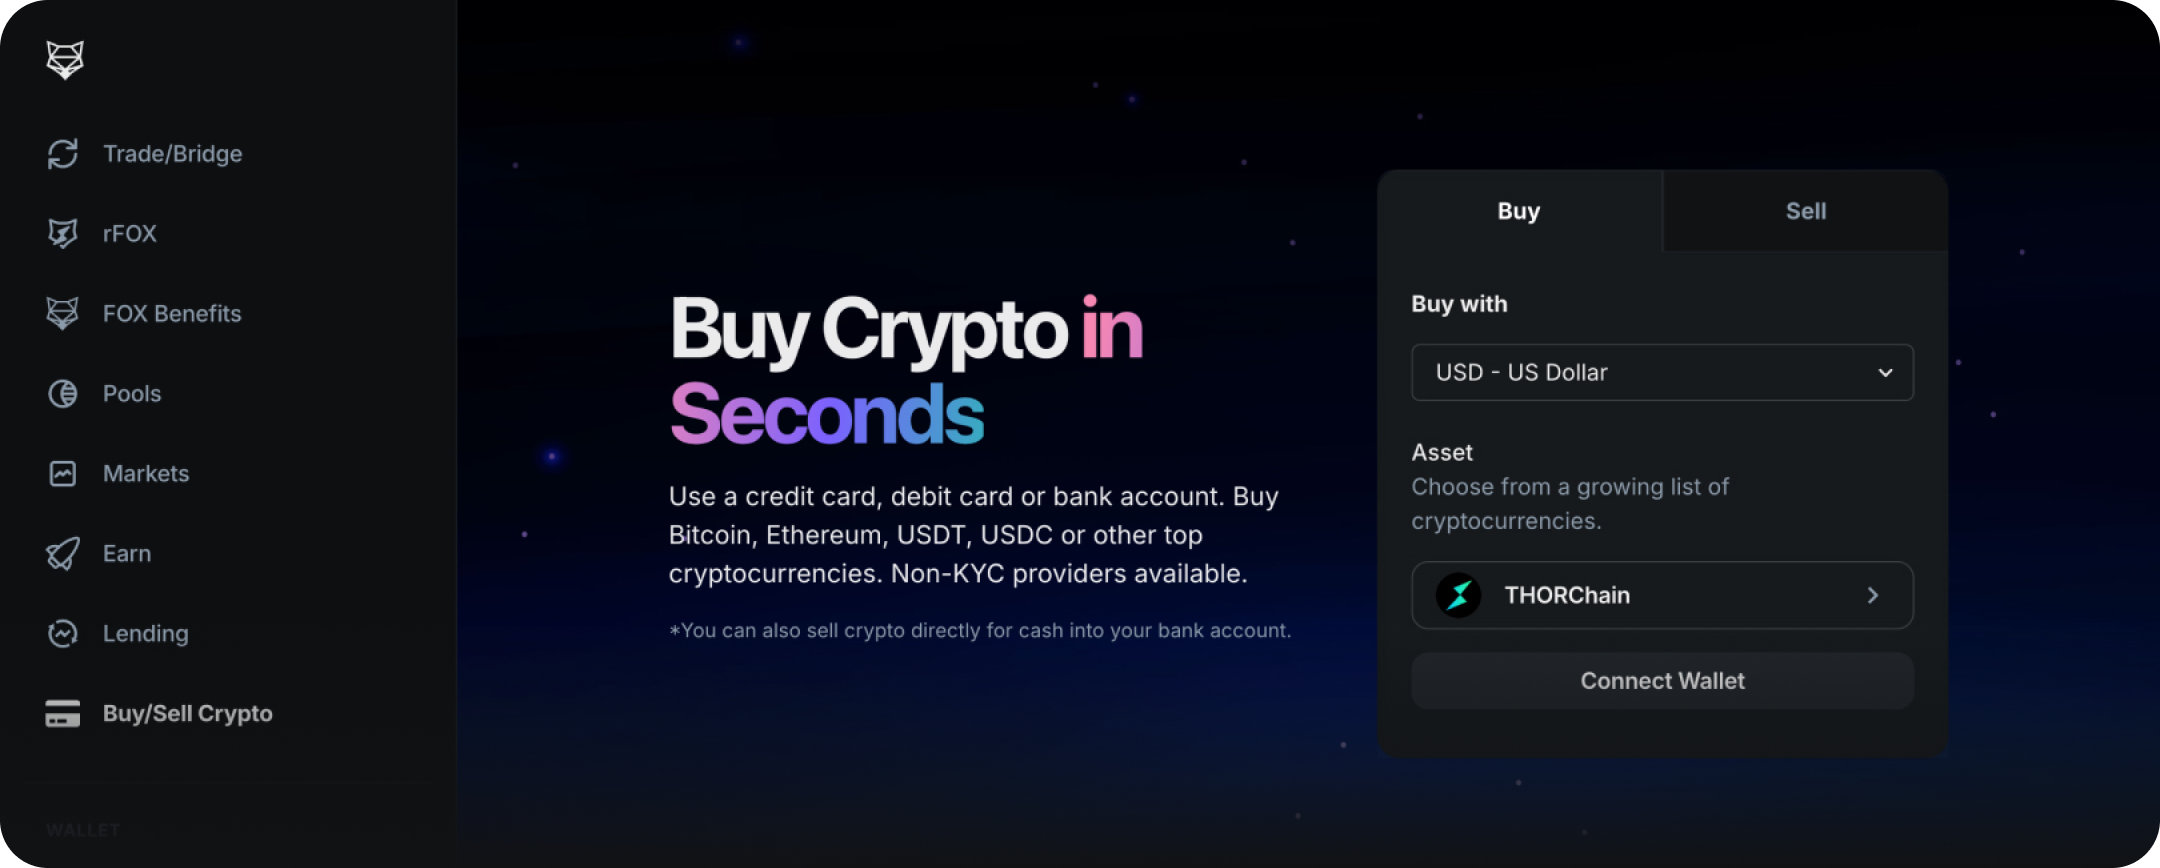 Trade/Bridge
rFOX
FOX Benefits
Pools
Markets
Earn
Lending
Buy/Sell Crypto
WALLET
Buy Crypto in
Seconds
Use a credit card, debit card or bank account. Buy
Bitcoin, Ethereum, USDT, USDC or other top
cryptocurrencies. Non-KYC providers available.
*You can also sell crypto directly for cash into your bank account.
Buy
Sell
Buy with
USD - US Dollar
Asset
Choose from a growing list of
cryptocurrencies.
THORChain
Connect Wallet